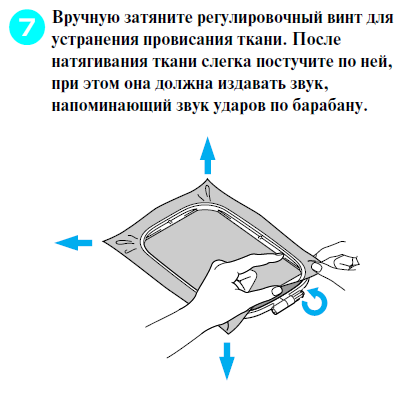 7 Вручную затяните регулировочный винт для
устранения провисания ткани. После
натягивания ткани слегка постучите по ней,
при этом она должна издавать звук,
напоминающий звук ударов по барабану.